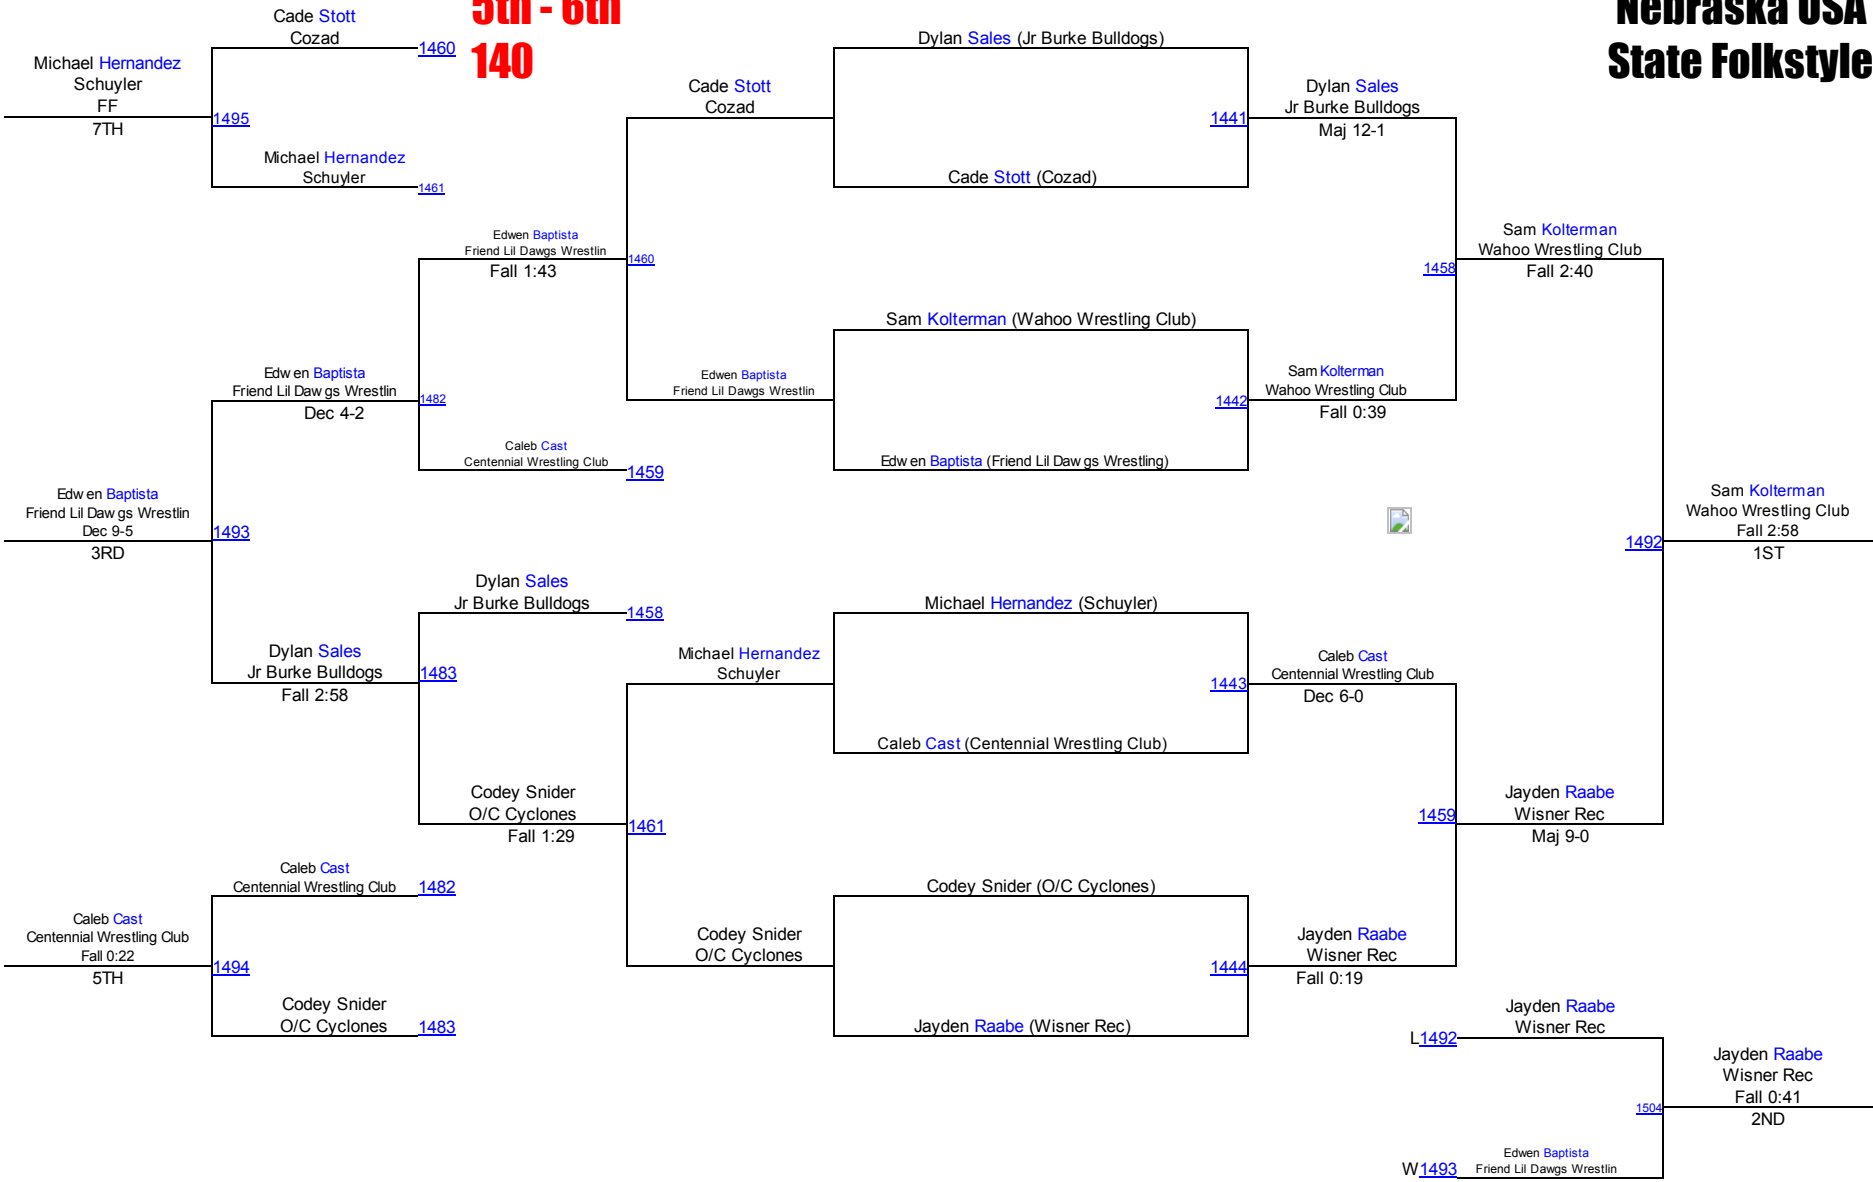 5th - 6th
140
Nebraska USA
State Folkstyle
Cade Stott
Cozad
1460
Michael Hernandez
Schuyler
FF
7TH
1495
Michael Hernandez
Schuyler
1461
Edwen Baptista
Friend Lil Dawgs Wrestlin
Fall 1:43
1460
Cade Stott
Cozad
Edwen Baptista
Friend Lil Dawgs Wrestlin
Dylan Sales (Jr Burke Bulldogs)
1441
Cade Stott (Cozad)
Dylan Sales
Jr Burke Bulldogs
Maj 12-1
Sam Kolterman (Wahoo Wrestling Club)
1442
Edwen Baptista (Friend Lil Dawgs Wrestling)
Sam Kolterman
Wahoo Wrestling Club
Fall 0:39
1458
Sam Kolterman
Wahoo Wrestling Club
Fall 2:40
Edwen Baptista
Friend Lil Dawgs Wrestlin
Dec 4-2
1482
Caleb Cast
Centennial Wrestling Club
1459
Edwen Baptista
Friend Lil Dawgs Wrestlin
Dec 9-5
3RD
1493
Sam Kolterman
Wahoo Wrestling Club
Fall 2:58
1ST
1492
Dylan Sales
Jr Burke Bulldogs
1458
Dylan Sales
Jr Burke Bulldogs
Fall 2:58
1483
Michael Hernandez
Schuyler
Michael Hernandez (Schuyler)
1443
Caleb Cast (Centennial Wrestling Club)
Caleb Cast
Centennial Wrestling Club
Dec 6-0
Codey Snider
O/C Cyclones
Fall 1:29
1461
1459
Jayden Raabe
Wisner Rec
Maj 9-0
Caleb Cast
Centennial Wrestling Club
1482
Caleb Cast
Centennial Wrestling Club
Fall 0:22
5TH
1494
Codey Snider
O/C Cyclones
1483
Codey Snider
O/C Cyclones
Codey Snider (O/C Cyclones)
1444
Jayden Raabe (Wisner Rec)
Jayden Raabe
Wisner Rec
Fall 0:19
Jayden Raabe
Wisner Rec
L1492
Jayden Raabe
Wisner Rec
Fall 0:41
2ND
1504
Edwen Baptista
W1493 Friend Lil Dawgs Wrestlin